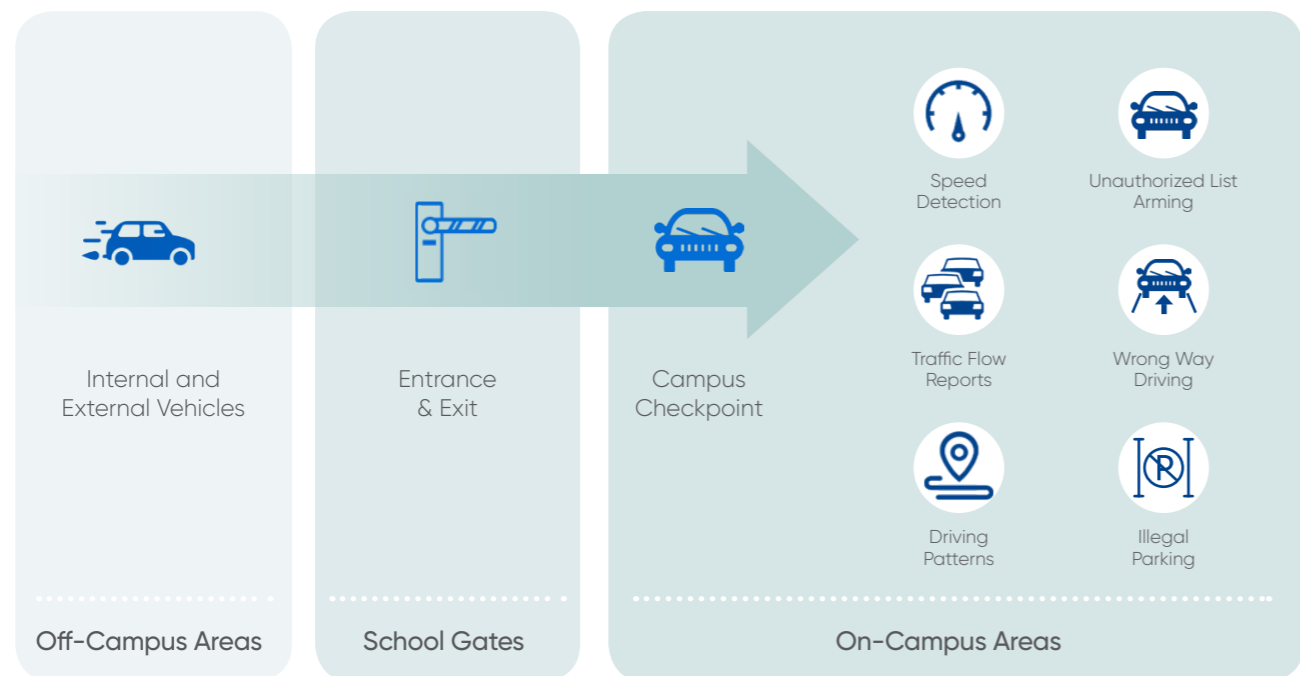 Internal and
External Vehicles
Off-Campus Areas
Entrance
& Exit
School Gates
Campus
Checkpoint
Speed
Detection
Unauthorized List
Arming
Traffic Flow
Reports
Wrong Way
Driving
Driving
Patterns
P
Illegal
Parking
On-Campus Areas